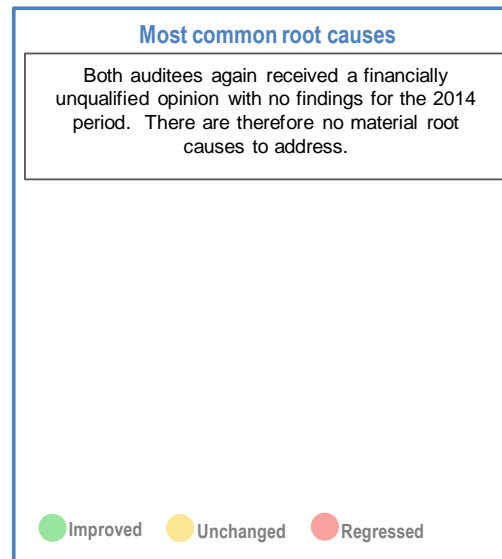 Most common root causes
Both auditees again received a financially
unqualified opinion with no findings for the 2014
period. There are therefore no material root
causes to address.
Improved Unchanged Regressed